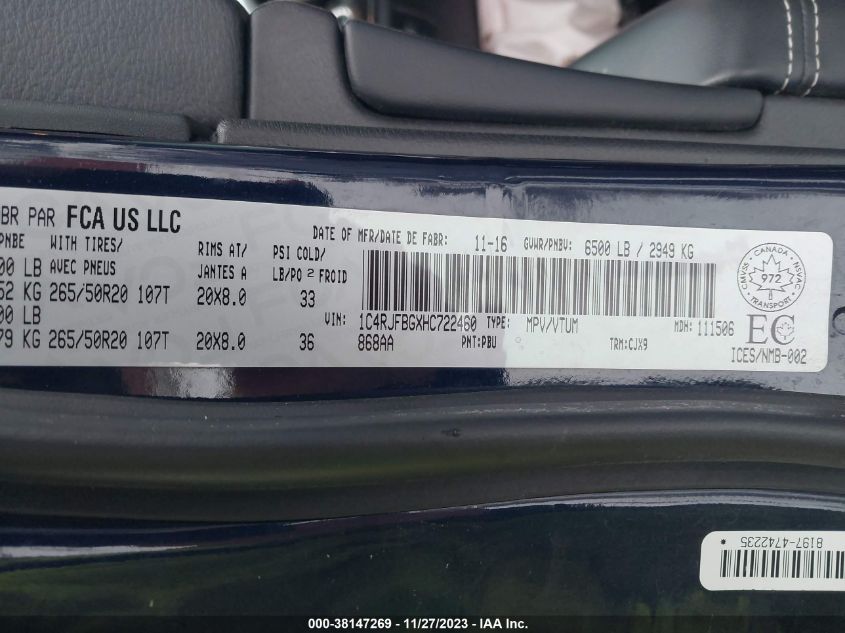 BR PAR FCA US LLC
DATE OF MFR/DATE DE FABR: 11-16 GVWR/PNBV: 6500 LB / 2949 KG
PNBE WITH TIRES/ RIMS AT/ PSI COLD/
00 LB AVEC PNEUS JANTES A LB/PO 2 FROID
52 KG 265/50R20 107T 20X8.0 33
00 LB VIN: 1C4RJFBGXHC722460 TYPE: MPV/VTUM MDH: 111506
79 KG 265/50R20 107T 20X8.0 36 868AA PNT:PBU TRM:CJX9
CANADA
CMVSS NSVAC
972
EC
ICES/NMB-002
8197-4742235 *
000-38147269 - 11/27/2023 - IAA Inc.